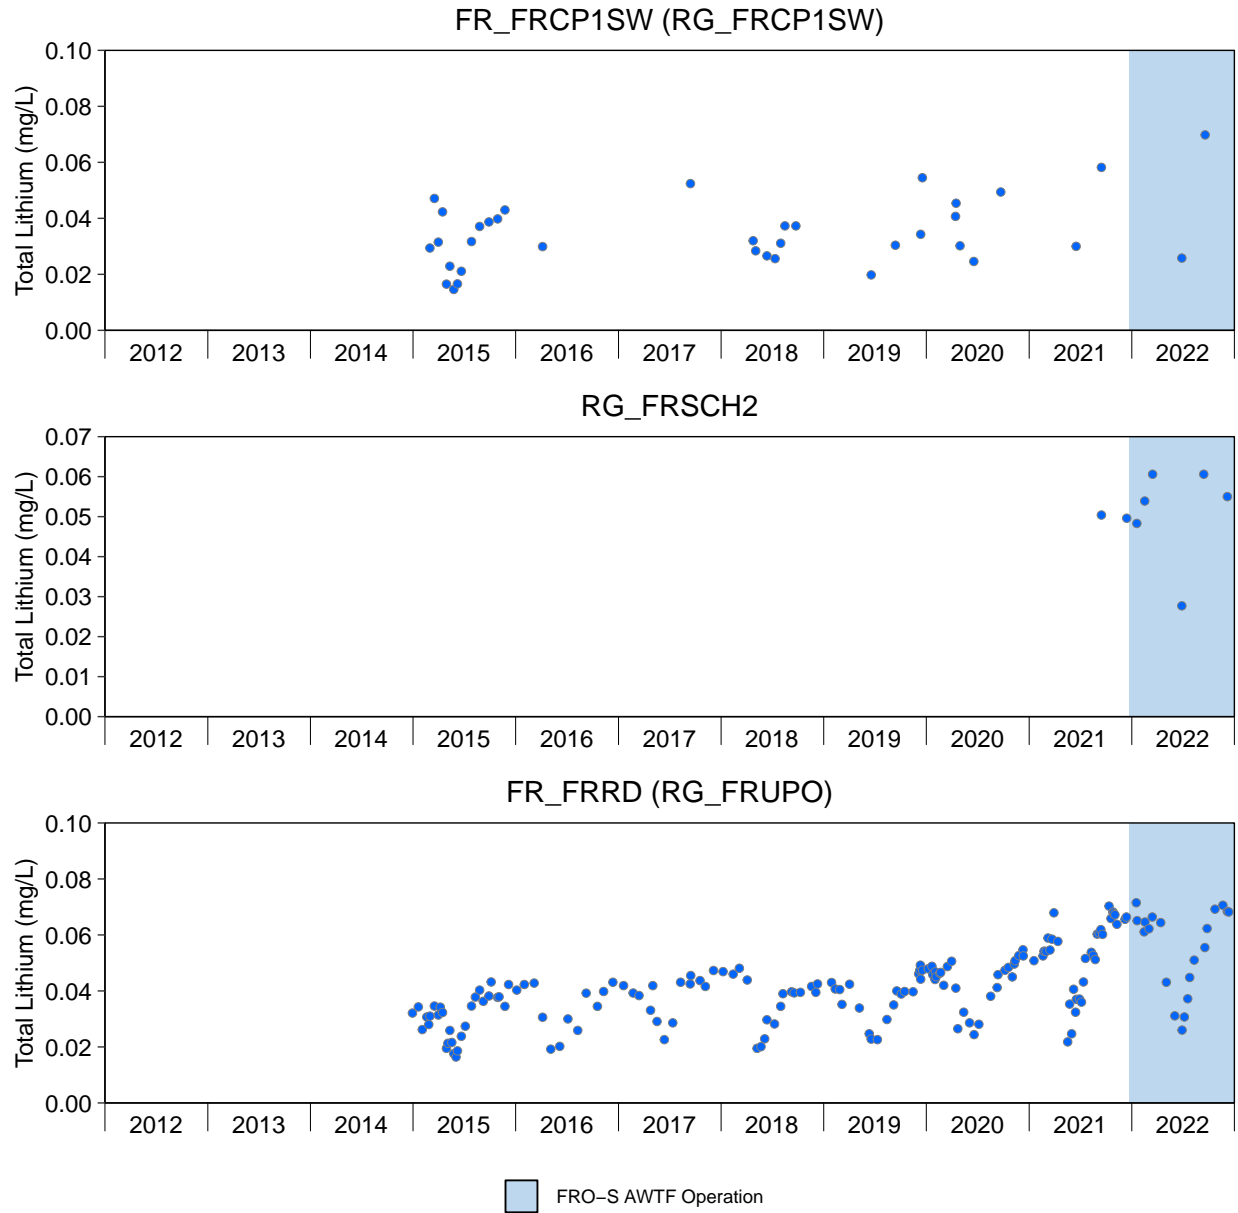 FR_FRCP1SW (RG_FRCP1SW)
Total Lithium (mg/L)
0.10
0.08
0.06
0.04
0.02
0.00
2012 2013 2014 2015 2016 2017 2018 2019 2020 2021 2022
RG_FRSCH2
Total Lithium (mg/L)
0.07
0.06
0.05
0.04
0.03
0.02
0.01
0.00
2012 2013 2014 2015 2016 2017 2018 2019 2020 2021 2022
FR_FRRD (RG_FRUPO)
Total Lithium (mg/L)
0.10
0.08
0.06
0.04
0.02
0.00
2012 2013 2014 2015 2016 2017 2018 2019 2020 2021 2022
FRO−S AWTF Operation